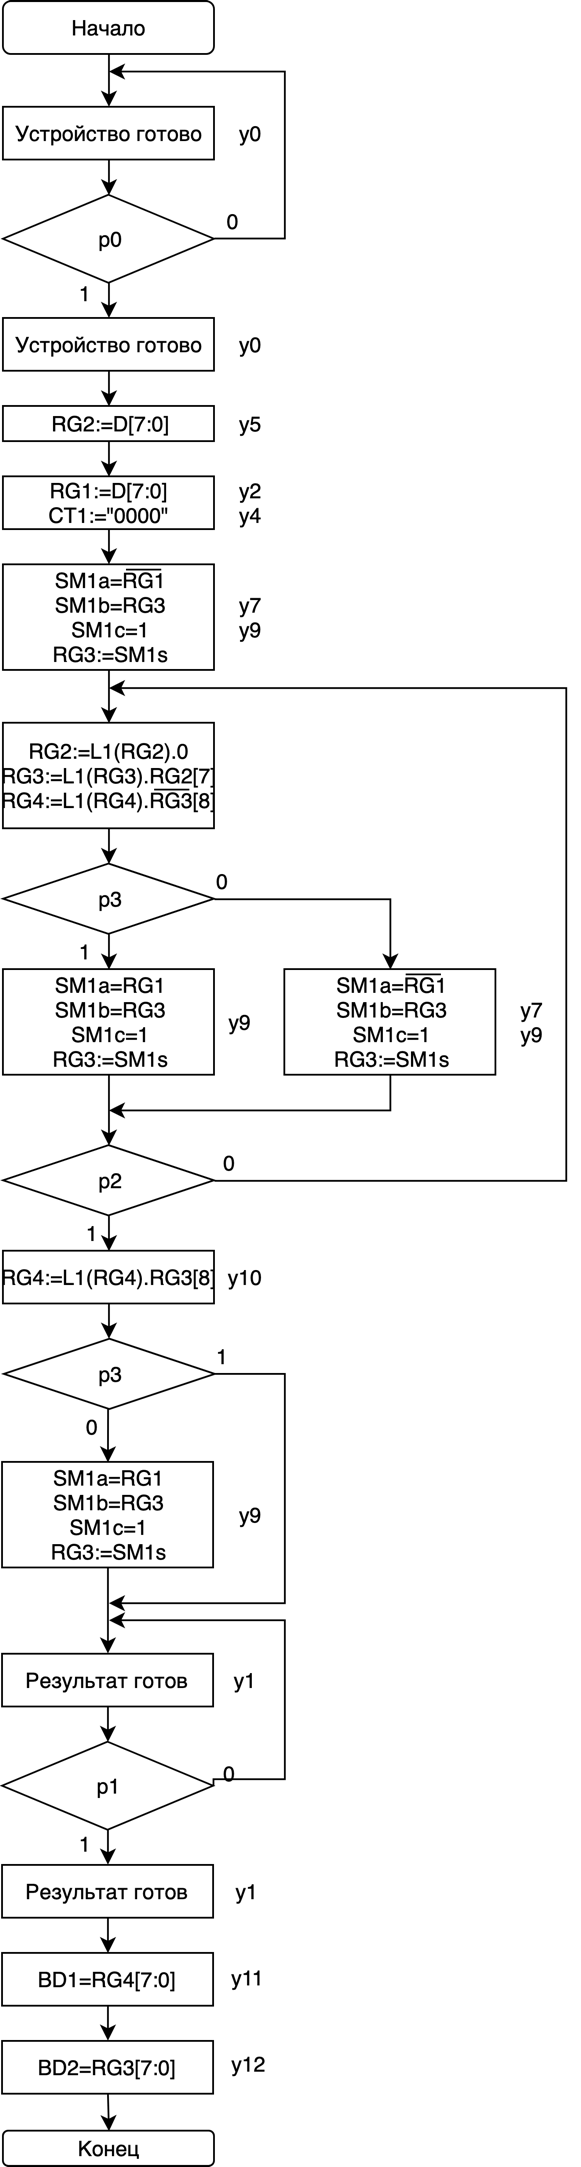 Начало
Устройство готово
y0
p0
0
1
Устройство готово
y0
RG2:=D[7:0]
y5
RG1:=D[7:0]
y2
CT1:="0000"
y4
SM1a=R̅G̅1̅
SM1b=RG3
y7
SM1c=1
y9
RG3:=SM1s
RG2:=L1(RG2).0
RG3:=L1(RG3).RG2[7]
RG4:=L1(RG4).R̅G̅3̅[8]
p3
0
1
SM1a=RG1
SM1b=RG3
SM1c=1
RG3:=SM1s
y9
SM1a=R̅G̅1̅
SM1b=RG3
y7
SM1c=1
y9
RG3:=SM1s
p2
0
1
RG4:=L1(RG4).RG3[8]
y10
p3
1
0
SM1a=RG1
SM1b=RG3
SM1c=1
RG3:=SM1s
y9
Результат готов
y1
p1
0
1
Результат готов
y1
BD1=RG4[7:0]
y11
BD2=RG3[7:0]
y12
Конец